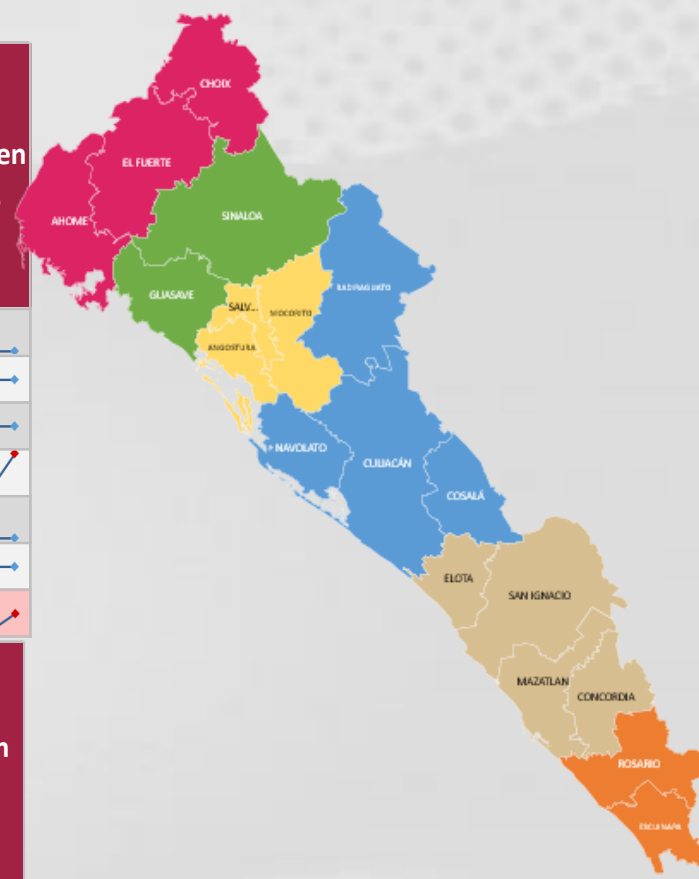 en
CHOIX
EL FUERTE
SINALOA
AHOME
BADIRAGUATO
GUASAVE
SALV...
MOCORITO
ANGOSTURA
NAVOLATO
CULIACÁN
COSALÁ
ELOTA
SAN IGNACIO
MAZATLAN
CONCORDIA
n
ROSARIO
ESCUINAPA